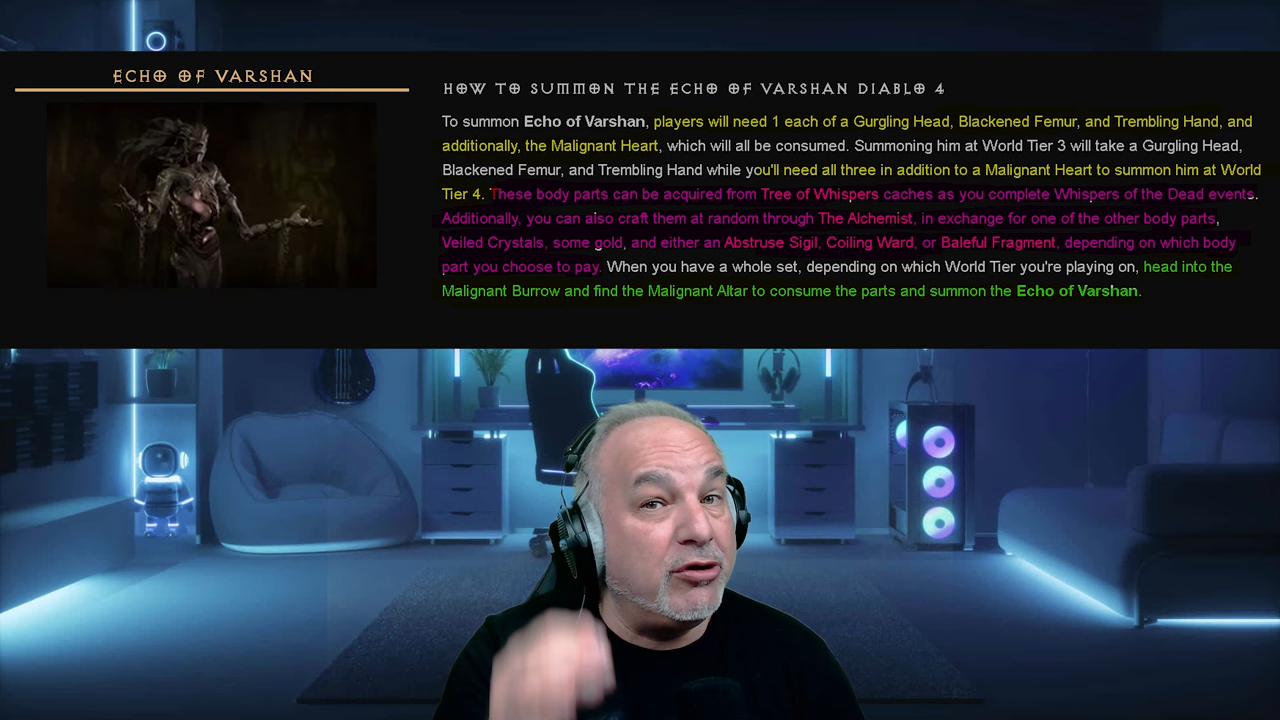 ECHO OF VARSHAN
HOW TO SUMMON THE ECHO OF VARSHAN DIABLO 4
To summon Echo of Varshan, players will need 1 each of a Gurgling Head, Blackened Femur, and Trembling Hand, and
additionally, the Malignant Heart, which will all be consumed. Summoning him at World Tier 3 will take a Gurgling Head,
Blackened Femur, and Trembling Hand while you'll need all three in addition to a Malignant Heart to summon him at World
Tier 4. These body parts can be acquired from Tree of Whispers caches as you complete Whispers of the Dead events.
Additionally, you can also craft them at random through The Alchemist, in exchange for one of the other body parts,
Veiled Crystals, some gold, and either an Abstruse Sigil, Coiling Ward, or Baleful Fragment, depending on which body
part you choose to pay. When you have a whole set, depending on which World Tier you're playing on, head into the
Malignant Burrow and find the Malignant Altar to consume the parts and summon the Echo of Varshan.